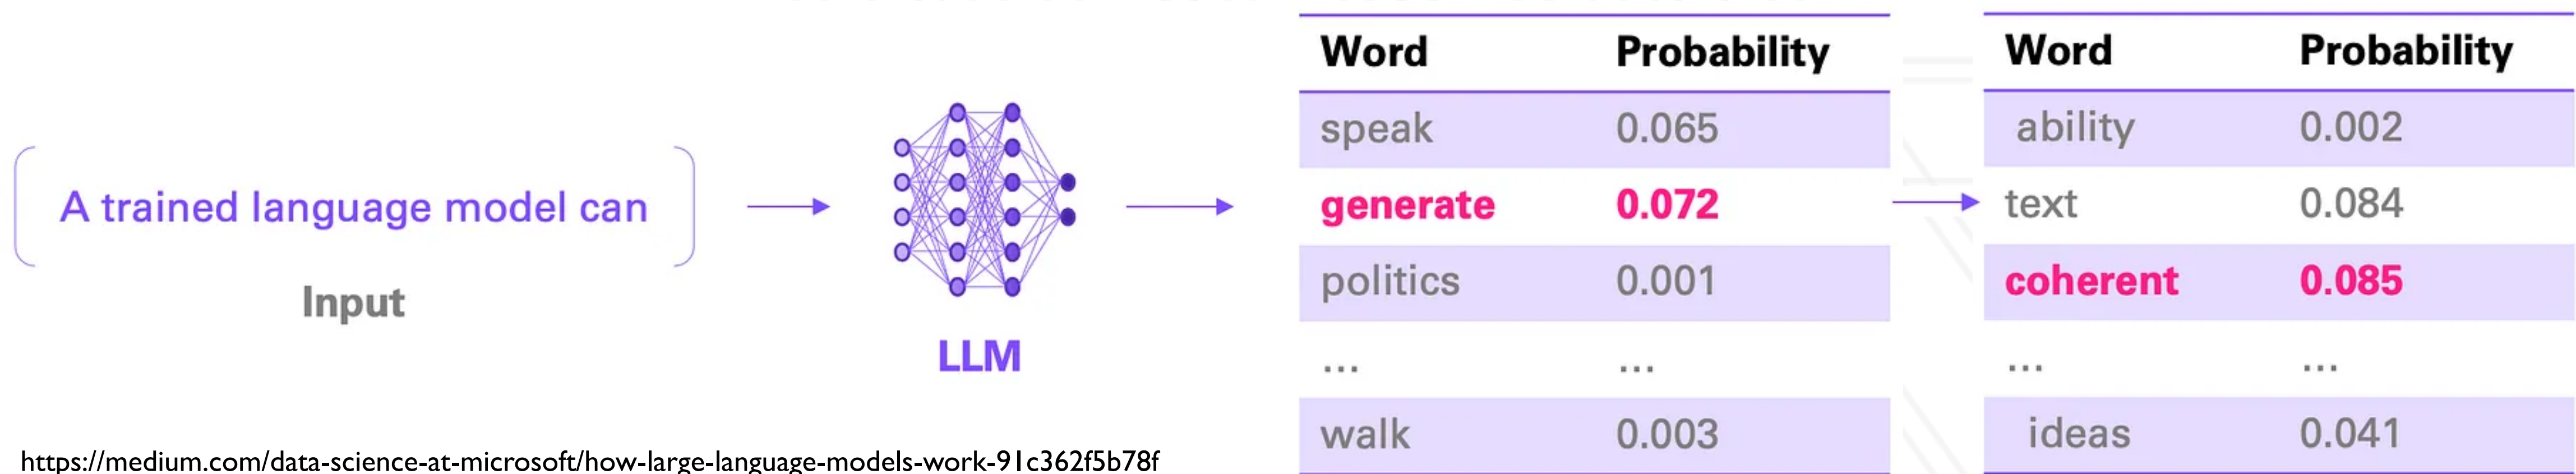 A trained language model can
Input
LLM
Word Probability
speak 0.065
generate 0.072
politics 0.001
... ...
walk 0.003
Word Probability
ability 0.002
text 0.084
coherent 0.085
... ...
ideas 0.041
https://medium.com/data-science-at-microsoft/how-large-language-models-work-91c362f5b78f